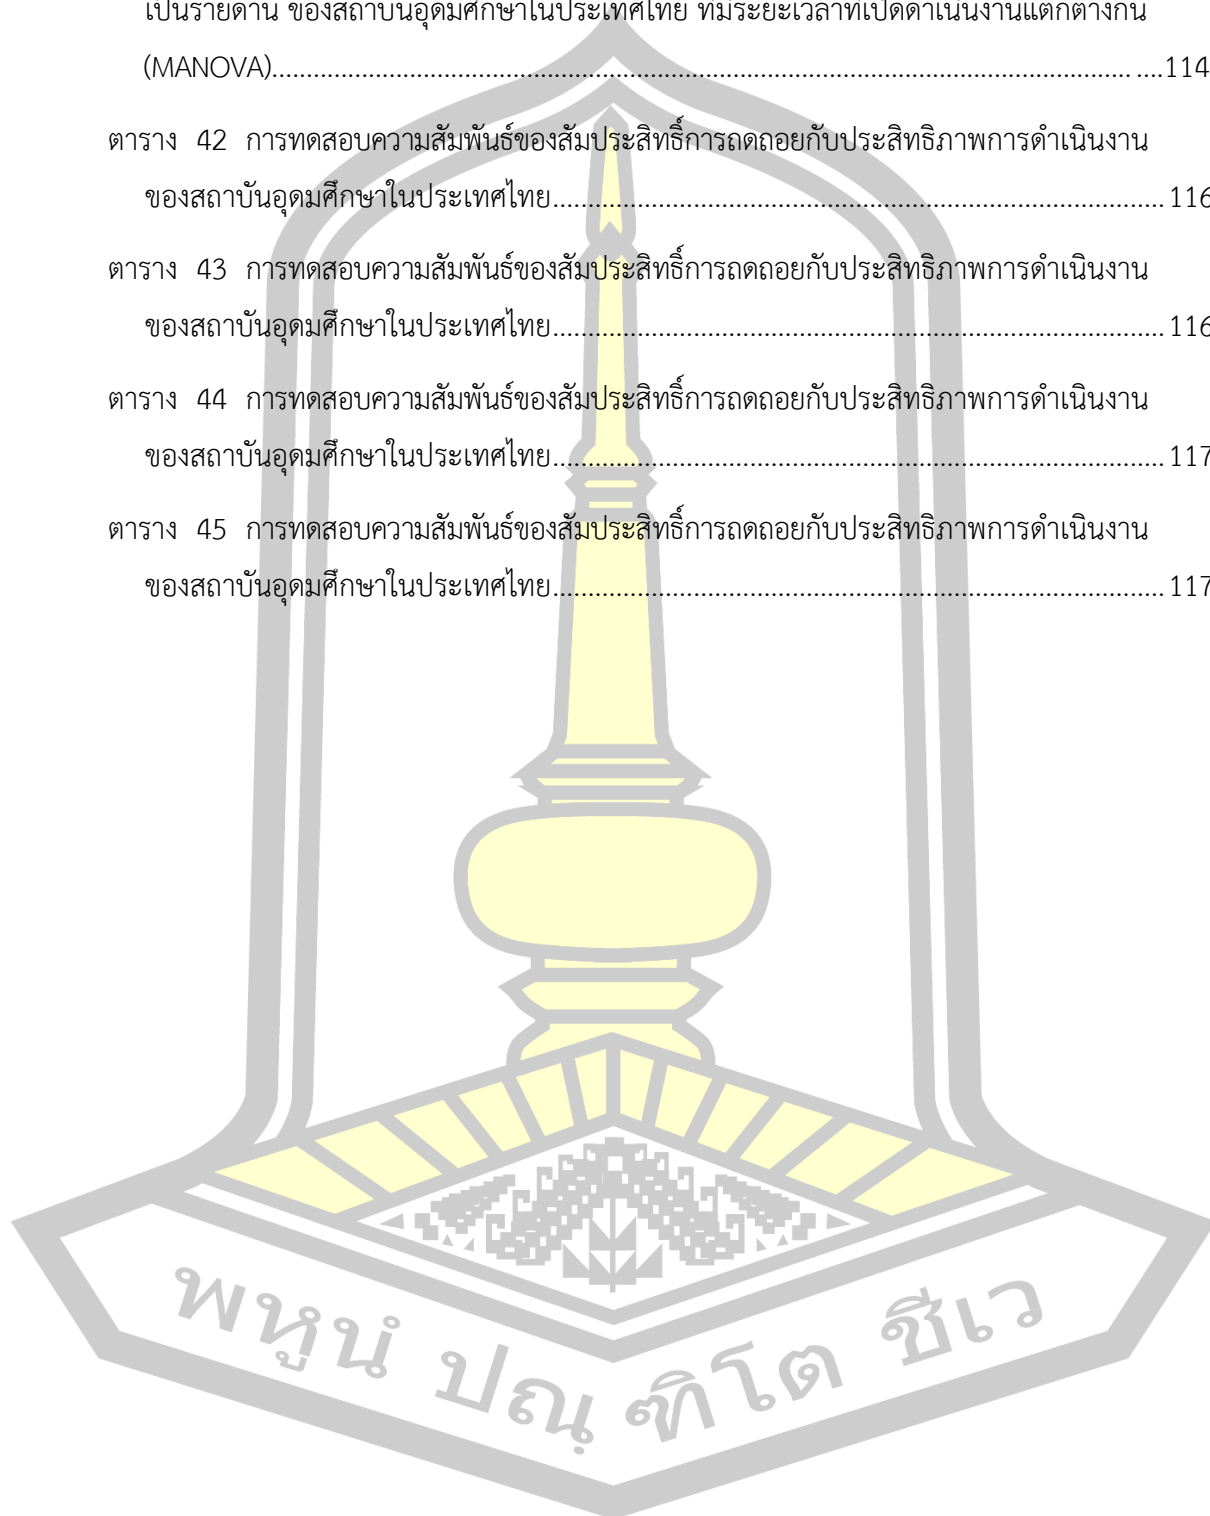 เป็นรายด้าน ของสถาบันอุดมศึกษาในประเทศไทย ที่มีระยะเวลาที่เปิดดำเนินงานแตกต่างกัน
(MANOVA)............................................................................................................................ ....114
ตาราง 42 การทดสอบความสัมพันธ์ของสัมประสิทธิ์การถดถอยกับประสิทธิภาพการดำเนินงาน
ของสถาบันอุดมศึกษาในประเทศไทย........................................................................................ 116
ตาราง 43 การทดสอบความสัมพันธ์ของสัมประสิทธิ์การถดถอยกับประสิทธิภาพการดำเนินงาน
ของสถาบันอุดมศึกษาในประเทศไทย........................................................................................ 116
ตาราง 44 การทดสอบความสัมพันธ์ของสัมประสิทธิ์การถดถอยกับประสิทธิภาพการดำเนินงาน
ของสถาบันอุดมศึกษาในประเทศไทย........................................................................................ 117
ตาราง 45 การทดสอบความสัมพันธ์ของสัมประสิทธิ์การถดถอยกับประสิทธิภาพการดำเนินงาน
ของสถาบันอุดมศึกษาในประเทศไทย........................................................................................ 117
พหูนํ ปณฺฑิโต ชีเว